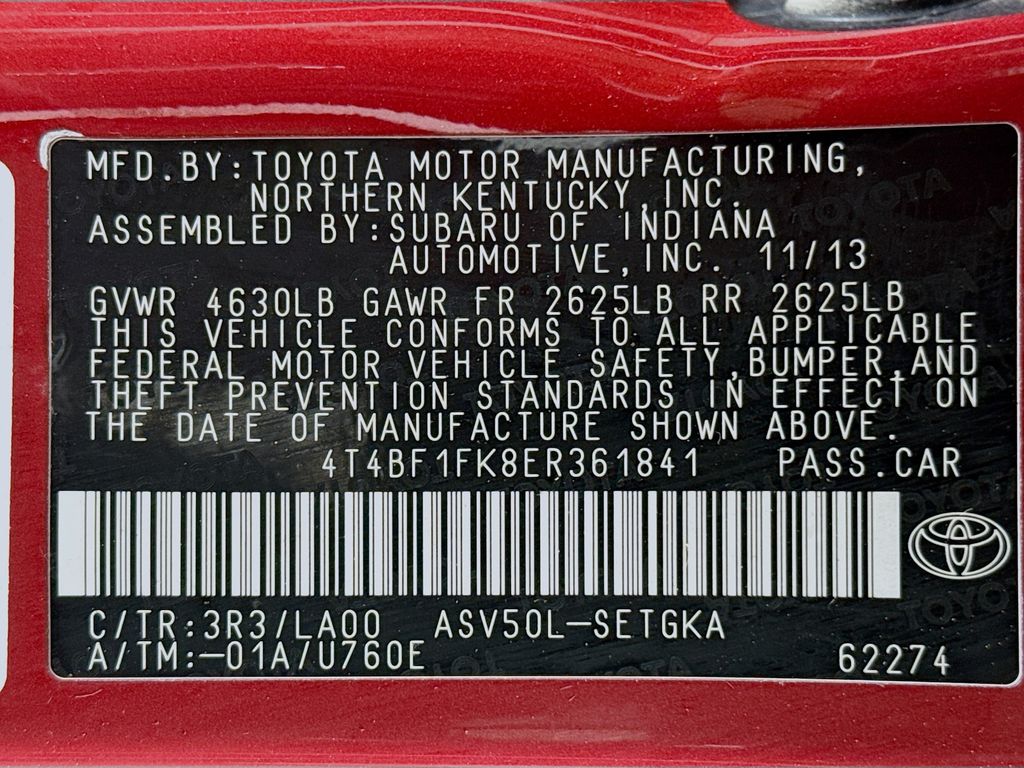 MFD.BY:TOYOTA MOTOR MANUFACTURING,
NORTHERN KENTUCKY,INC.
ASSEMBLED BY:SUBARU OF INDIANA
AUTOMOTIVE,INC. 11/13
GVWR 4630LB GAWR FR 2625LB RR 2625LB
THIS VEHICLE CONFORMS TO ALL APPLICABLE
FEDERAL MOTOR VEHICLE SAFETY,BUMPER,AND
THEFT PREVENTION STANDARDS IN EFFECT ON
THE DATE OF MANUFACTURE SHOWN ABOVE.
4T4BF1FK8ER361841 PASS.CAR
C/TR:3R3/LA00 ASV50L-SETGKA
A/TM:-01A/U760E 62274